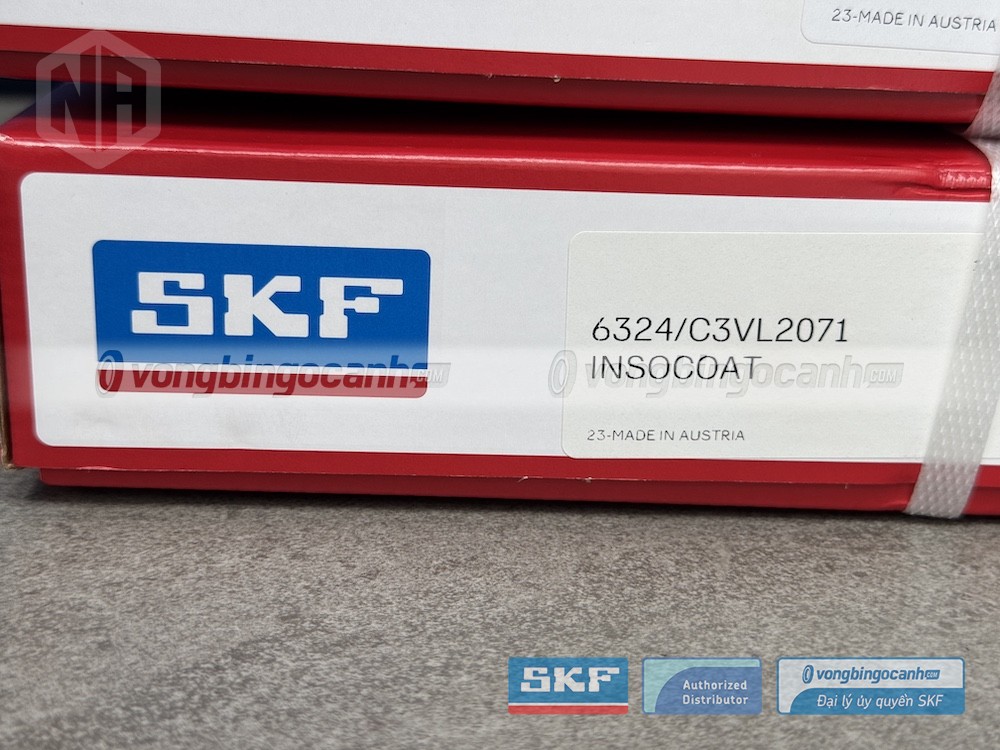 23-MADE IN AUSTRIA
NH
SKF
6324/C3VL2071
INSOCOAT
vongbingocanh.COM
vongbingocanh.COM
23-MADE IN AUSTRIA
SKF
Authorized
Distributor
vongbingocanh.COM
Đại lý ủy quyền SKF